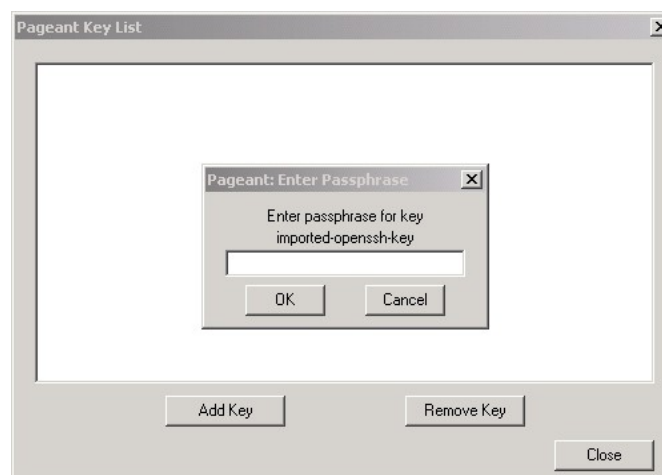 Pageant Key List
Pageant: Enter Passphrase
Enter passphrase for key
imported-openssh-key
OK
Cancel
Add Key
Remove Key
Close